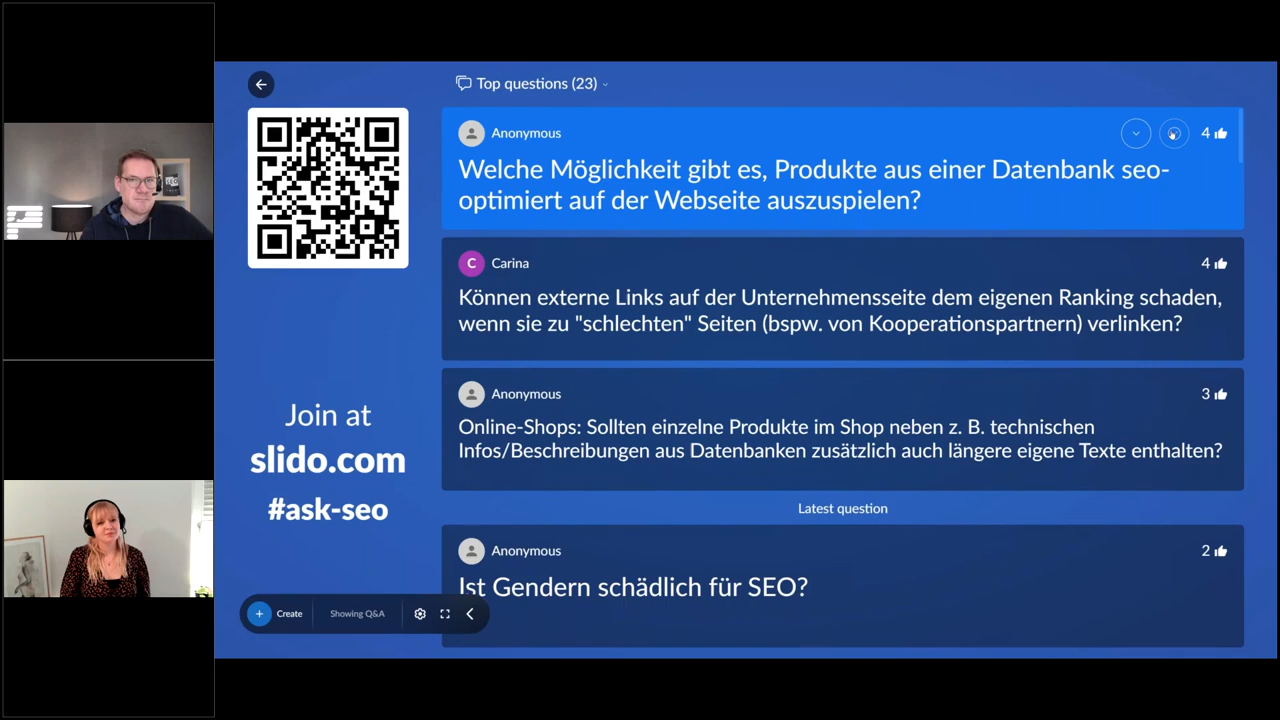 Top questions (23)
Anonymous
4
Welche Möglichkeit gibt es, Produkte aus einer Datenbank seo-
optimiert auf der Webseite auszuspielen?
C
Carina
4
Können externe Links auf der Unternehmensseite dem eigenen Ranking schaden,
wenn sie zu "schlechten" Seiten (bspw. von Kooperationspartnern) verlinken?
Anonymous
3
Online-Shops: Sollten einzelne Produkte im Shop neben z. B. technischen
Infos/Beschreibungen aus Datenbanken zusätzlich auch längere eigene Texte enthalten?
Join at
slido.com
#ask-seo
Latest question
Anonymous
2
Ist Gendern schädlich für SEO?
Create
Showing Q&A